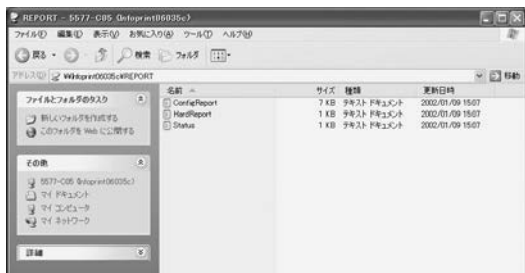 REPORT - 5577-C05 (Infoprint06035c)
ファイル(F) 編集(E) 表示(V) お気に入り(A) ツール(T) ヘルプ(H)
戻る 検索 フォルダ
アドレス(D) ¥¥Infoprint06035c¥REPORT 移動
ファイルとフォルダのタスク
新しいフォルダを作成する
このフォルダを Web に公開する
その他
5577-C05 (Infoprint06035c)
マイ ドキュメント
マイ コンピュータ
マイ ネットワーク
詳細
名前 サイズ 種類 更新日時
ConfigReport 7 KB テキスト ドキュメント 2002/01/09 15:07
HardReport 1 KB テキスト ドキュメント 2002/01/09 15:07
Status 1 KB テキスト ドキュメント 2002/01/09 15:07